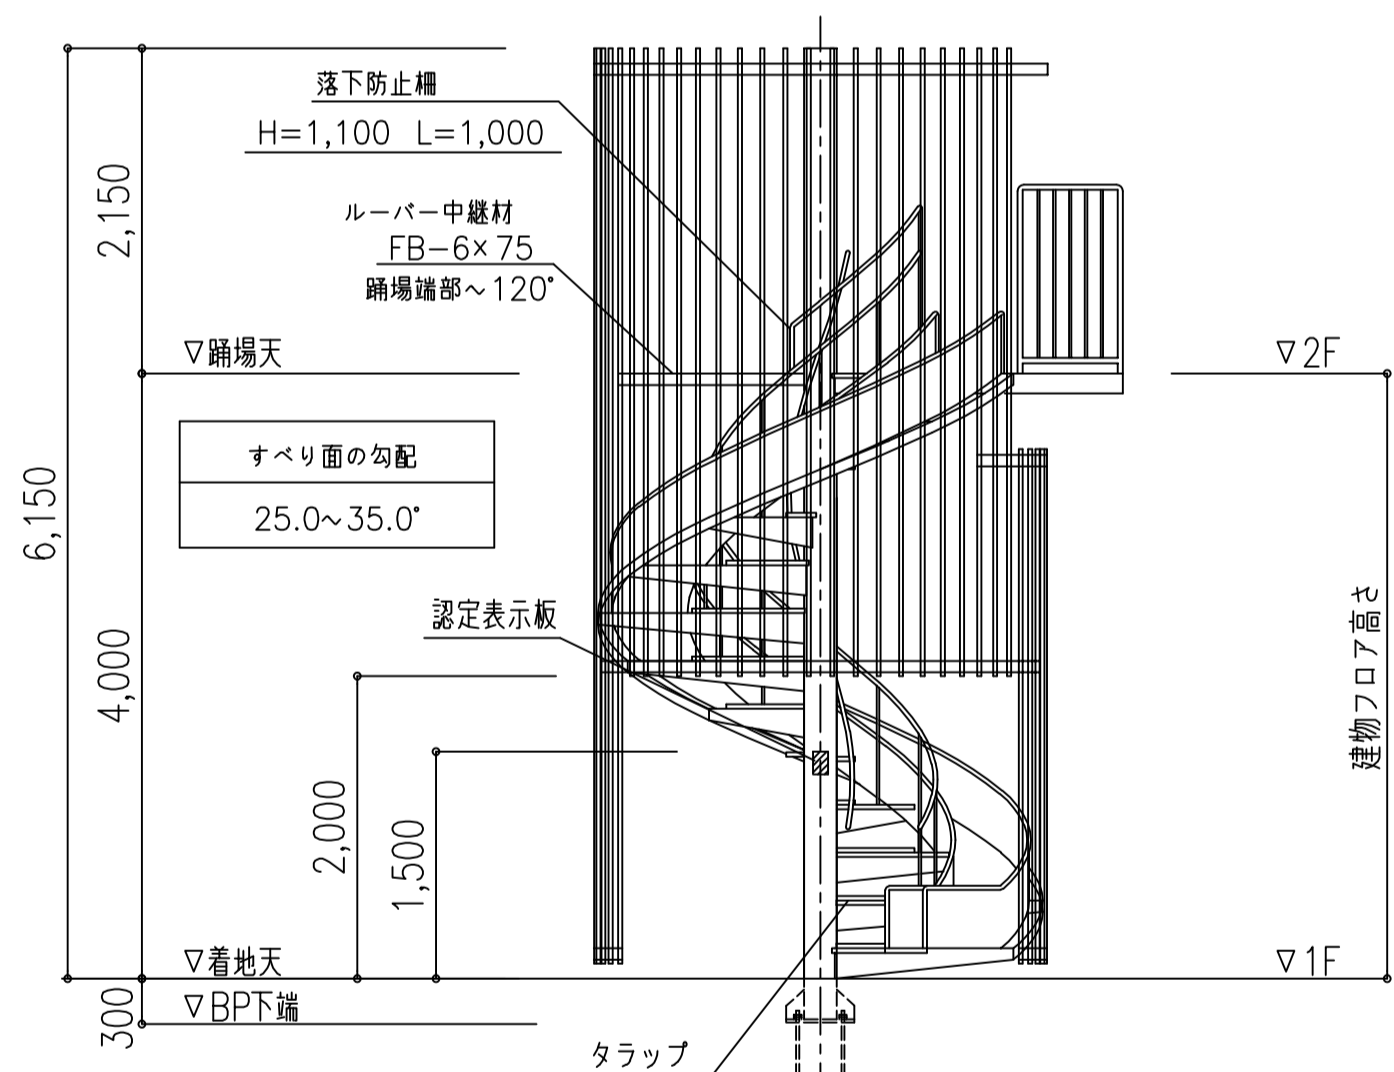 落下防止柵
H=1,100 L=1,000
2,150
ルーバー中継材
FB-6×75
踊場端部~120°
▽踊場天
▽2F
すべり面の勾配
25.0~35.0°
6,150
認定表示板
4,000
建物フロア高さ
2,000
1,500
▽着地天
▽1F
300
▽BP下端
タラップ